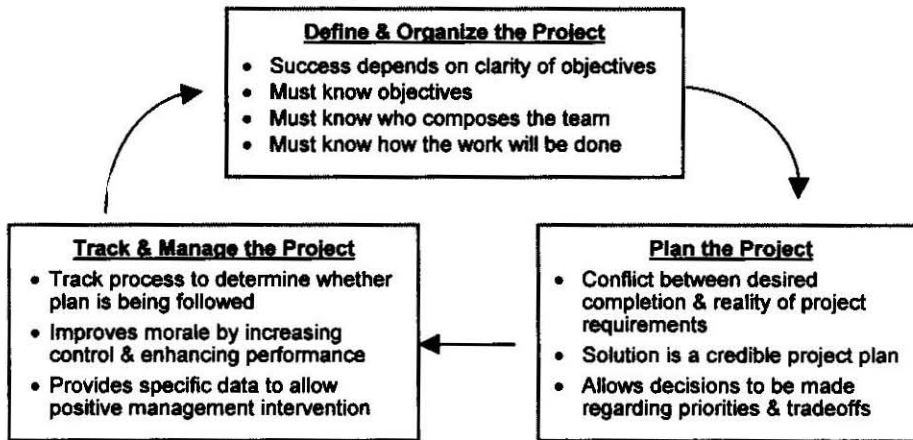 Define & Organize the Project
• Success depends on clarity of objectives
• Must know objectives
• Must know who composes the team
• Must know how the work will be done
Track & Manage the Project
• Track process to determine whether
plan is being followed
• Improves morale by increasing
control & enhancing performance
• Provides specific data to allow
positive management intervention
Plan the Project
• Conflict between desired
completion & reality of project
requirements
• Solution is a credible project plan
• Allows decisions to be made
regarding priorities & tradeoffs